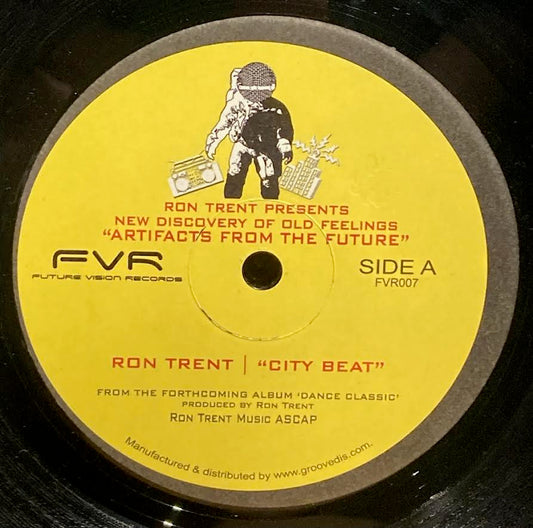 RON TRENT PRESENTS
NEW DISCOVERY OF OLD FEELINGS
“ARTIFACTS FROM THE FUTURE”
FVR
FUTURE VISION RECORDS
SIDE A
FVR007
RON TRENT | “CITY BEAT”
FROM THE FORTHCOMING ALBUM ‘DANCE CLASSIC’
PRODUCED BY RON TRENT
RON TRENT MUSIC ASCAP
Manufactured & distributed by www.groovedis.com.